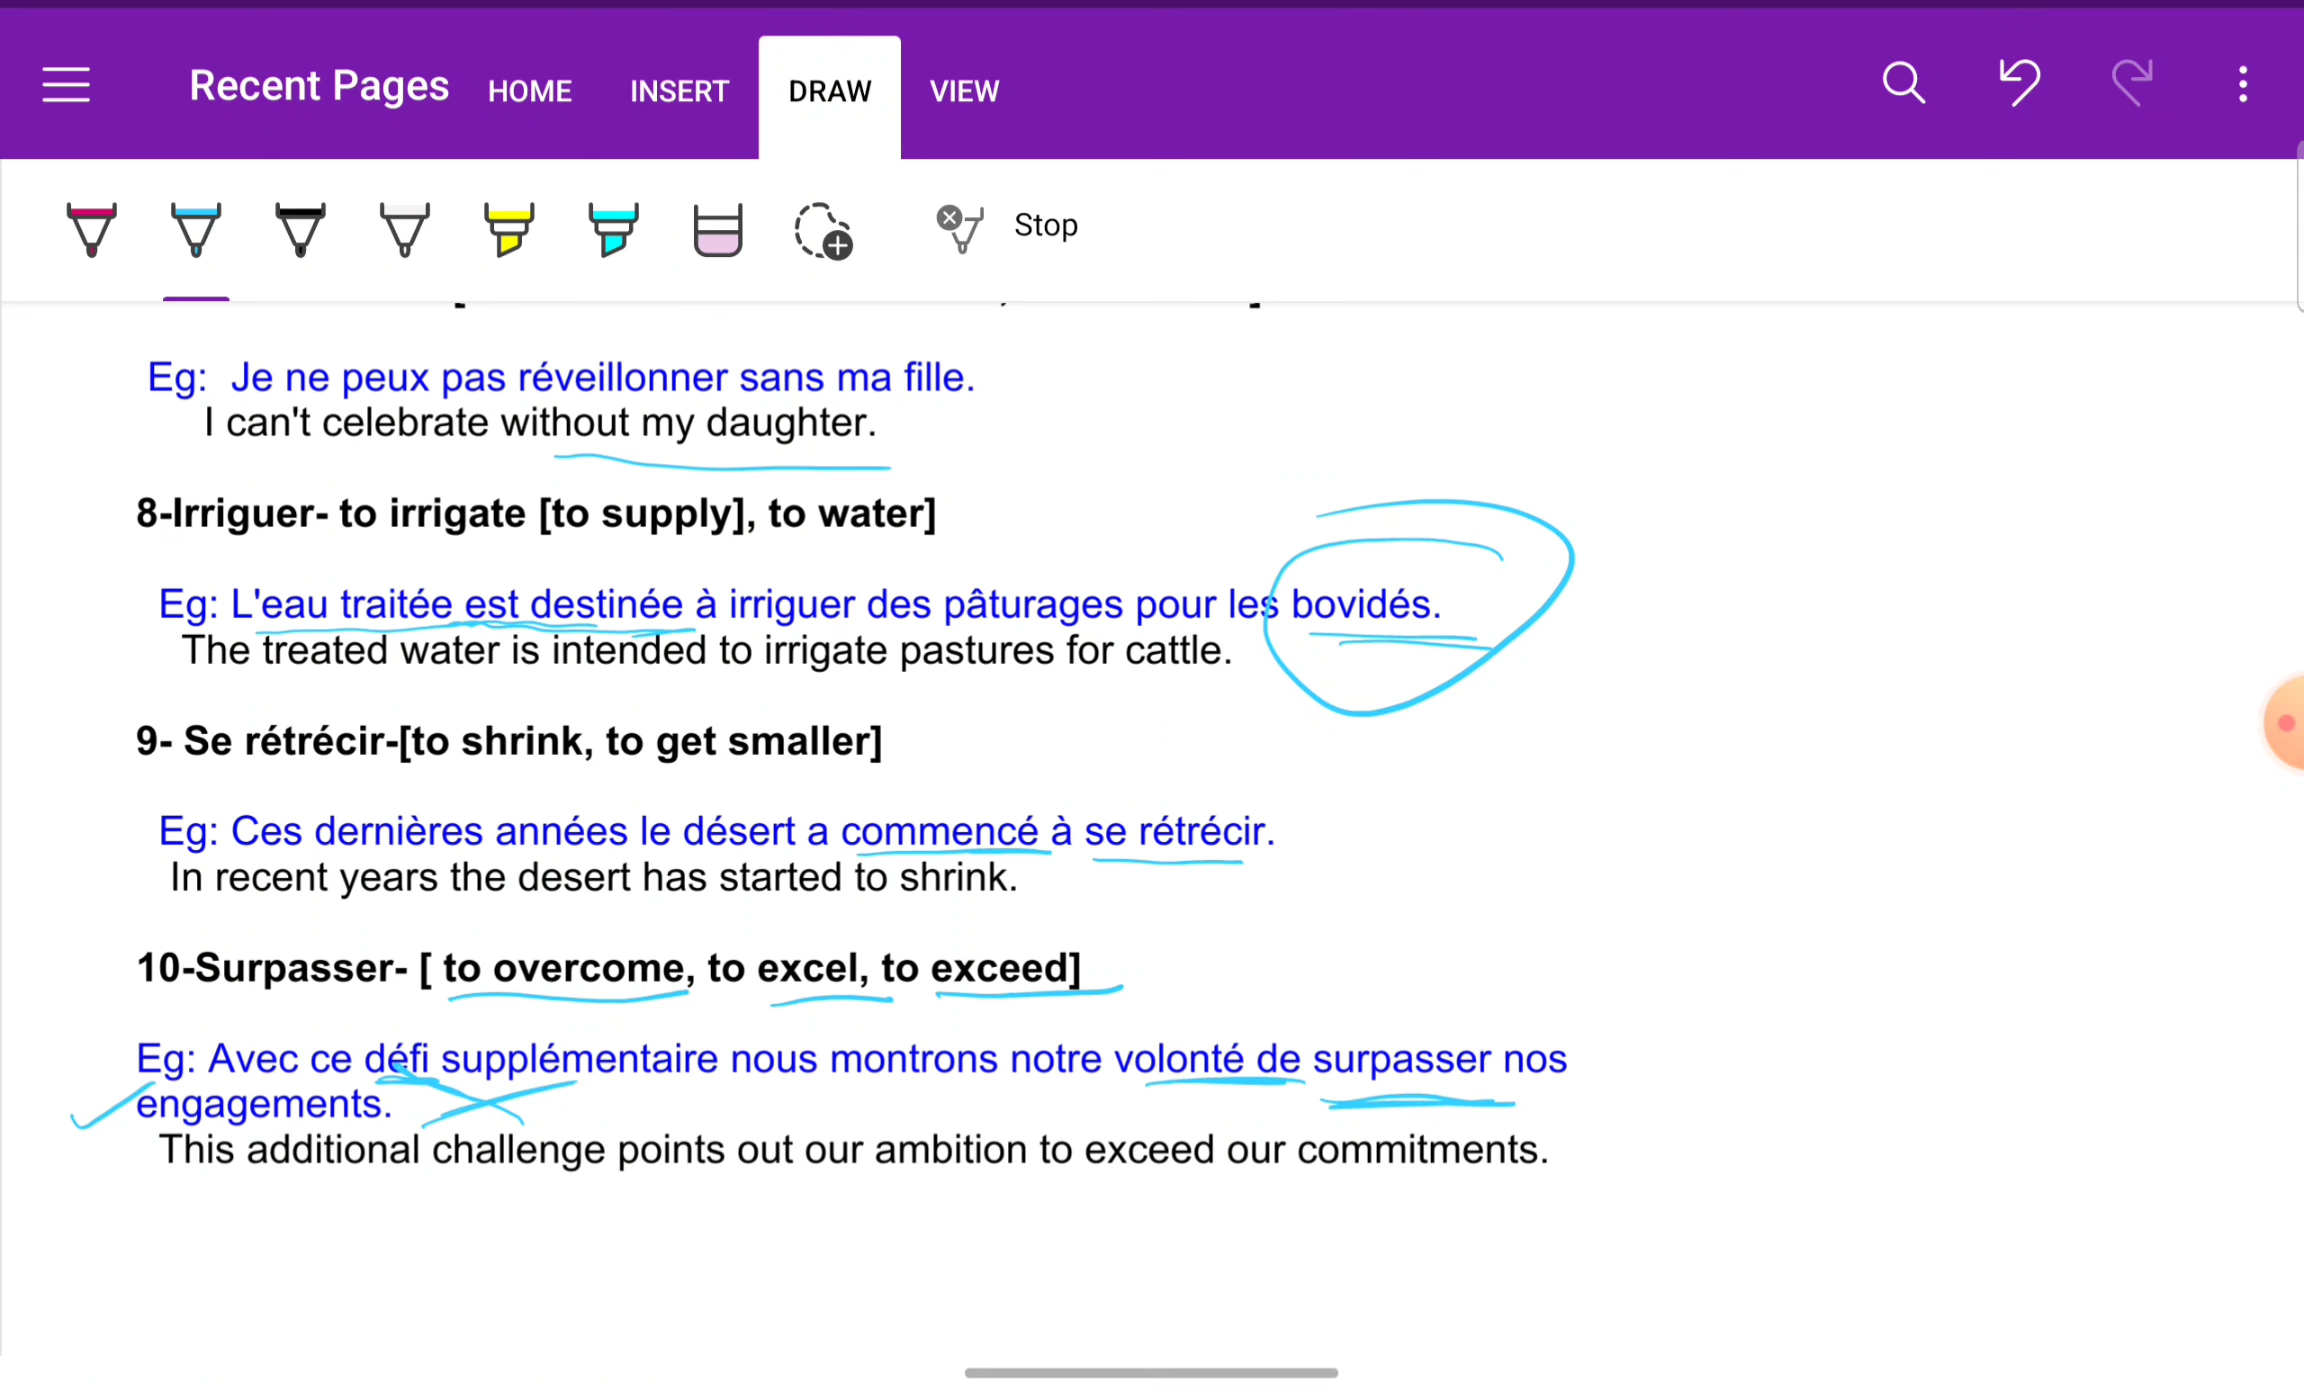 Recent Pages HOME INSERT DRAW VIEW
Stop
Eg: Je ne peux pas réveillonner sans ma fille.
I can't celebrate without my daughter.
8-Irriguer- to irrigate [to supply], to water]
Eg: L'eau traitée est destinée à irriguer des pâturages pour les bovidés.
The treated water is intended to irrigate pastures for cattle.
9- Se rétrécir-[to shrink, to get smaller]
Eg: Ces dernières années le désert a commencé à se rétrécir.
In recent years the desert has started to shrink.
10-Surpasser- [ to overcome, to excel, to exceed]
Eg: Avec ce défi supplémentaire nous montrons notre volonté de surpasser nos
engagements.
This additional challenge points out our ambition to exceed our commitments.